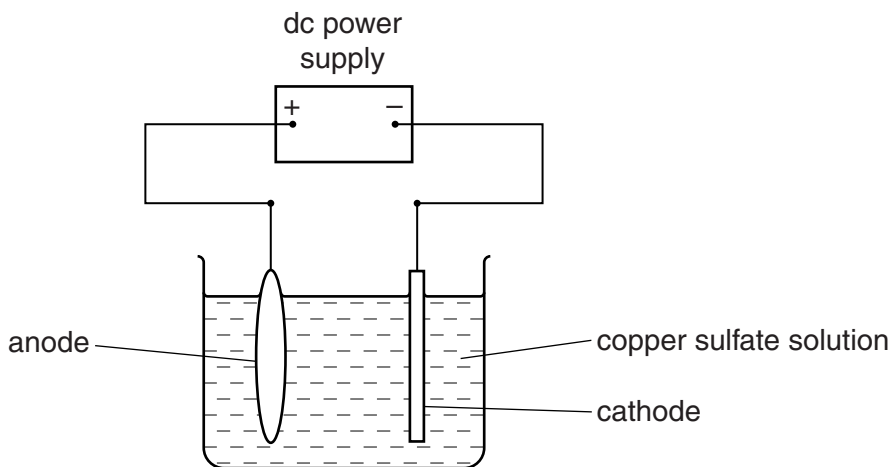 dc power
supply
+ −
anode
copper sulfate solution
cathode